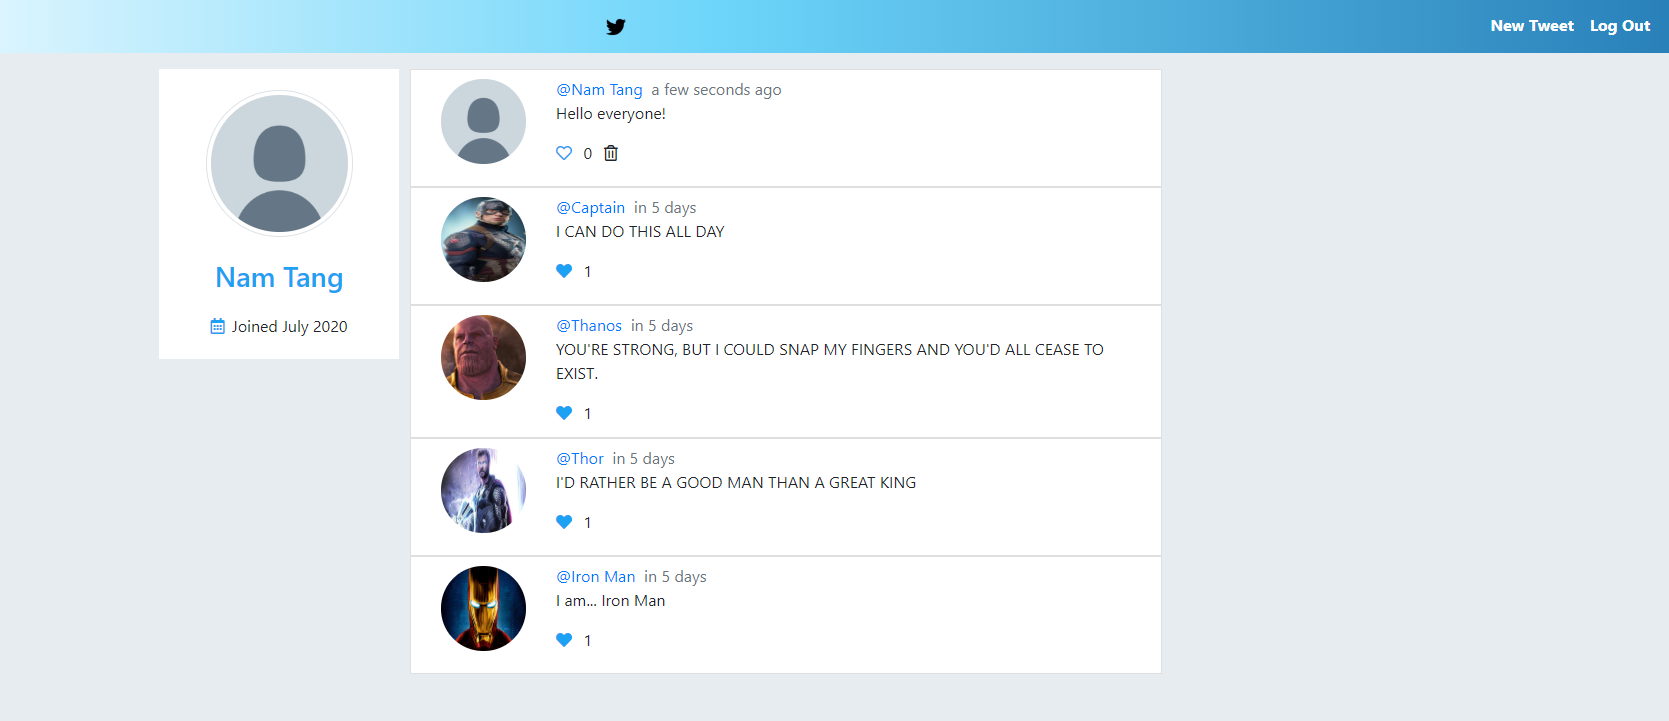 New Tweet Log Out
Nam Tang
Joined July 2020
@Nam Tang a few seconds ago
Hello everyone!
0
@Captain in 5 days
I CAN DO THIS ALL DAY
1
@Thanos in 5 days
YOU'RE STRONG, BUT I COULD SNAP MY FINGERS AND YOU'D ALL CEASE TO
EXIST.
1
@Thor in 5 days
I'D RATHER BE A GOOD MAN THAN A GREAT KING
1
@Iron Man in 5 days
I am... Iron Man
1